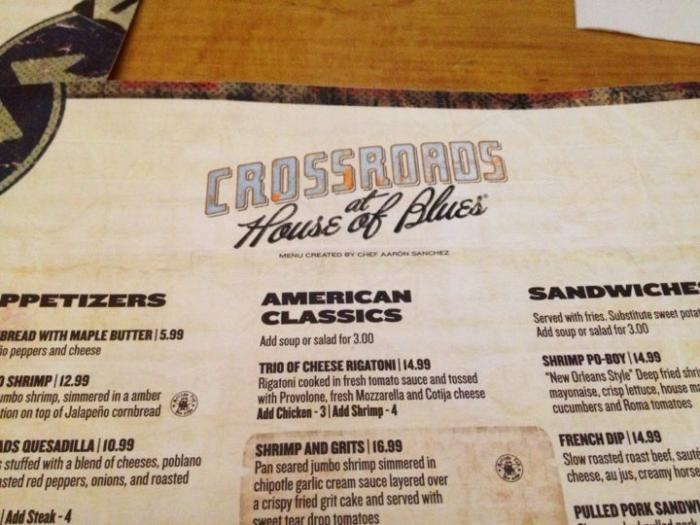 CROSSROADS
at
House of Blues
MENU CREATED BY CHEF AARÓN SANCHEZ
PPETIZERS
BREAD WITH MAPLE BUTTER | 5.99
peppers and cheese
SHRIMP | 12.99
shrimp, simmered in a amber
on top of Jalapeño cornbread
QUESADILLA | 10.99
stuffed with a blend of cheeses, poblano
red peppers, onions, and roasted
| Add Steak - 4
AMERICAN
CLASSICS
Add soup or salad for 3.00
TRIO OF CHEESE RIGATONI | 14.99
Rigatoni cooked in fresh tomato sauce and tossed
with Provolone, fresh Mozzarella and Cotija cheese
Add Chicken - 3 | Add Shrimp - 4
SHRIMP AND GRITS | 16.99
Pan seared jumbo shrimp simmered in
chipotle garlic cream sauce layered over
a crispy fried grit cake and served with
sweet tear drop tomatoes
SANDWICHE
Served with fries. Substitute sweet
Add soup or salad for 3.00
SHRIMP PO-BOY | 14.99
"New Orleans Style" Deep fried
mayonaise, crisp lettuce, house
cucumbers and Roma tomatoes
FRENCH DIP | 14.99
Slow roasted roast beef,
cheese, au jus, creamy
PULLED PORK